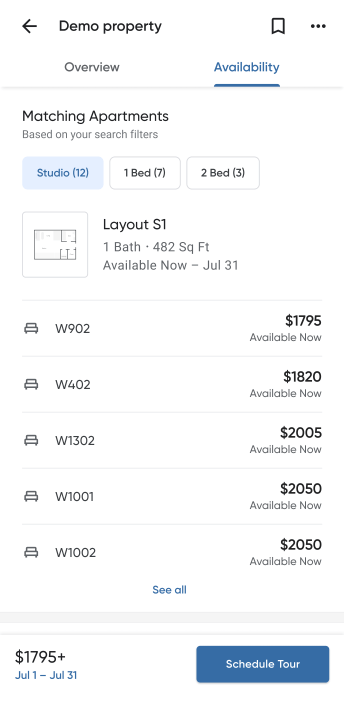 Demo property
Overview
Availability
Matching Apartments
Based on your search filters
Studio (12)
1 Bed (7)
2 Bed (3)
Layout S1
1 Bath · 482 Sq Ft
Available Now – Jul 31
W902
$1795
Available Now
W402
$1820
Available Now
W1302
$2005
Available Now
W1001
$2050
Available Now
W1002
$2050
Available Now
See all
$1795+
Jul 1 – Jul 31
Schedule Tour